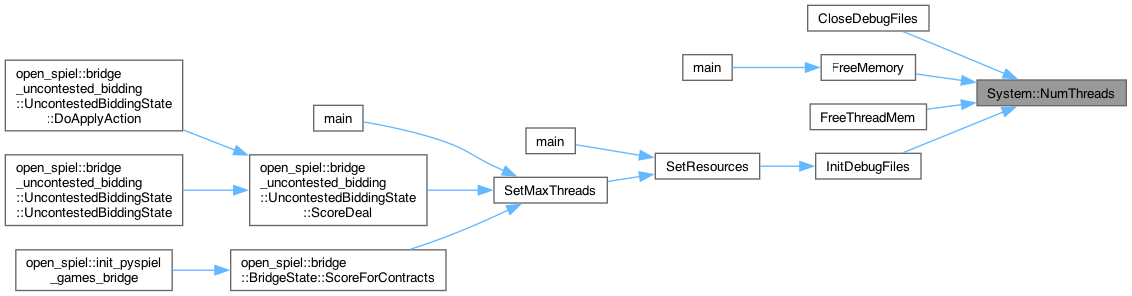 CloseDebugFiles
main
FreeMemory
System::NumThreads
FreeThreadMem
InitDebugFiles
main
SetResources
main
SetMaxThreads
open_spiel::bridge
_uncontested_bidding
::UncontestedBiddingState
::DoApplyAction
open_spiel::bridge
_uncontested_bidding
::UncontestedBiddingState
::UncontestedBiddingState
open_spiel::bridge
_uncontested_bidding
::UncontestedBiddingState
::ScoreDeal
open_spiel::init_pyspiel
_games_bridge
open_spiel::bridge
::BridgeState::ScoreForContracts